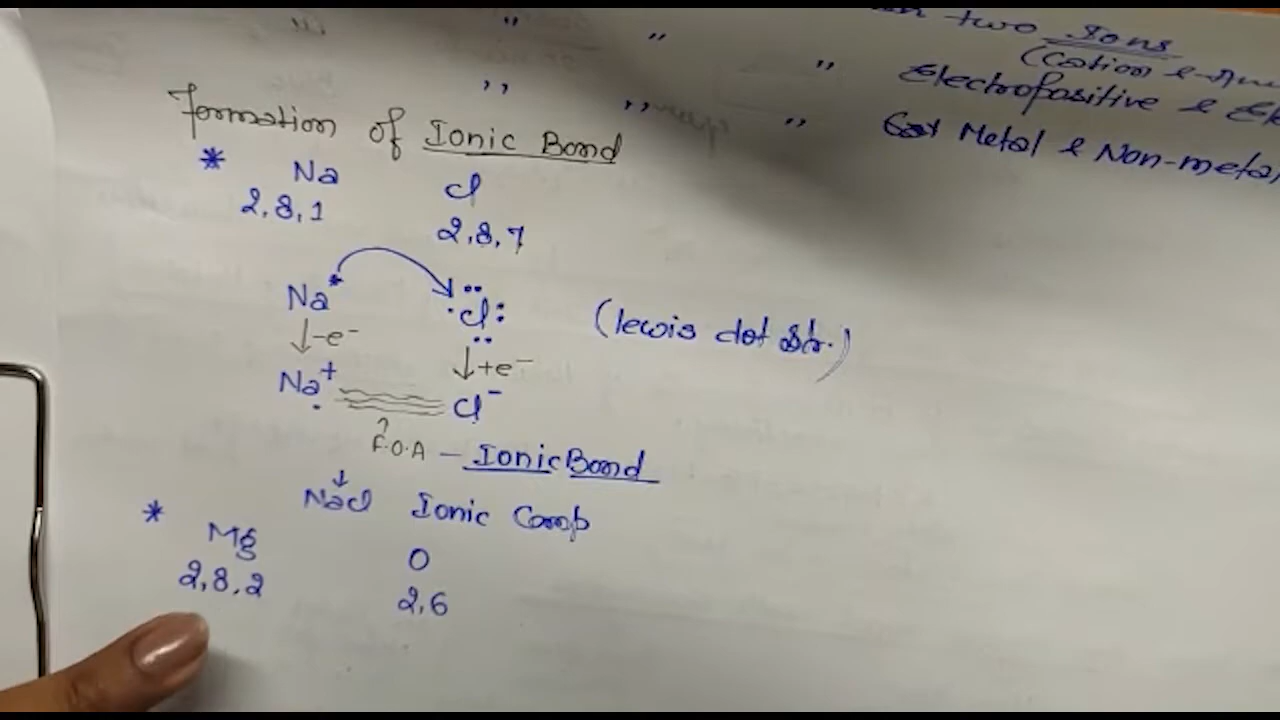 two Ions
" " " (Cation &
" " " Electropositive &
Formation of Ionic Bond Metal & Non-metal
* Na Cl
2,8,1 2,8,7
Na Cl (lewis dot Str.)
↓-e⁻ ↓+e⁻
Na⁺ Cl⁻
F.O.A - Ionic Bond
↓
NaCl Ionic Comp
* Mg O
2,8,2 2,6